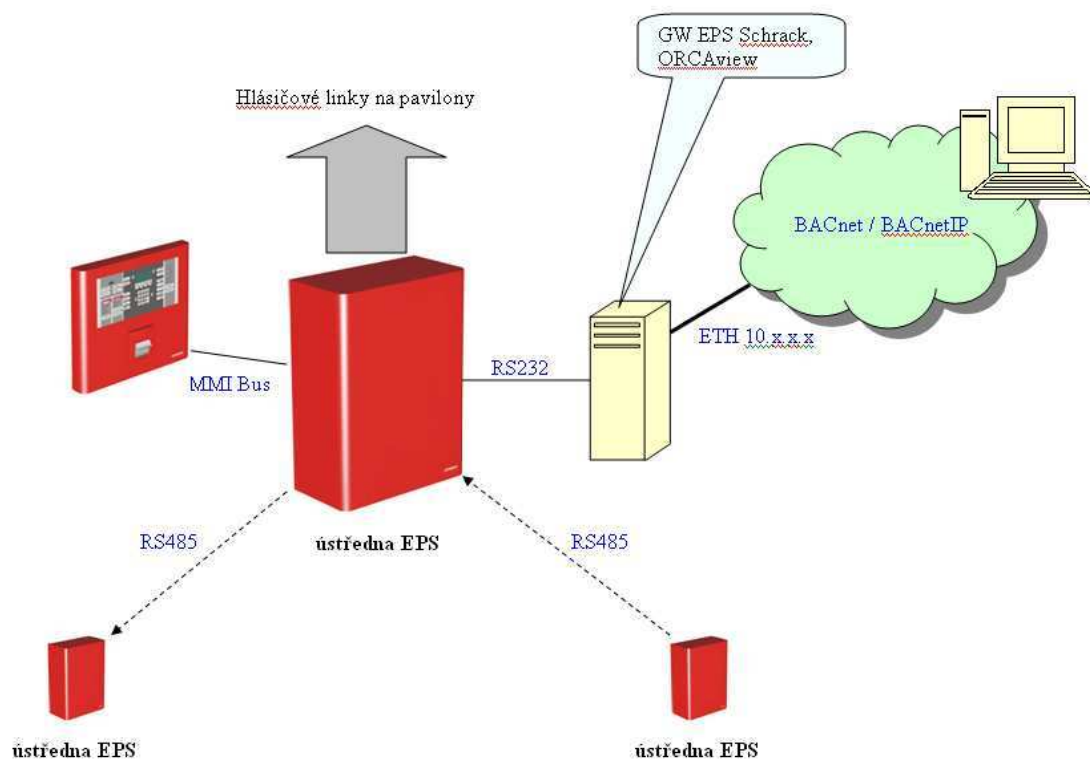 GW EPS Schrack,
ORCAview
Hlásičové linky na pavilony
BACnet / BACnetIP
ETH 10.x.x.x
RS232
MMI Bus
ústředna EPS
RS485
RS485
ústředna EPS
ústředna EPS